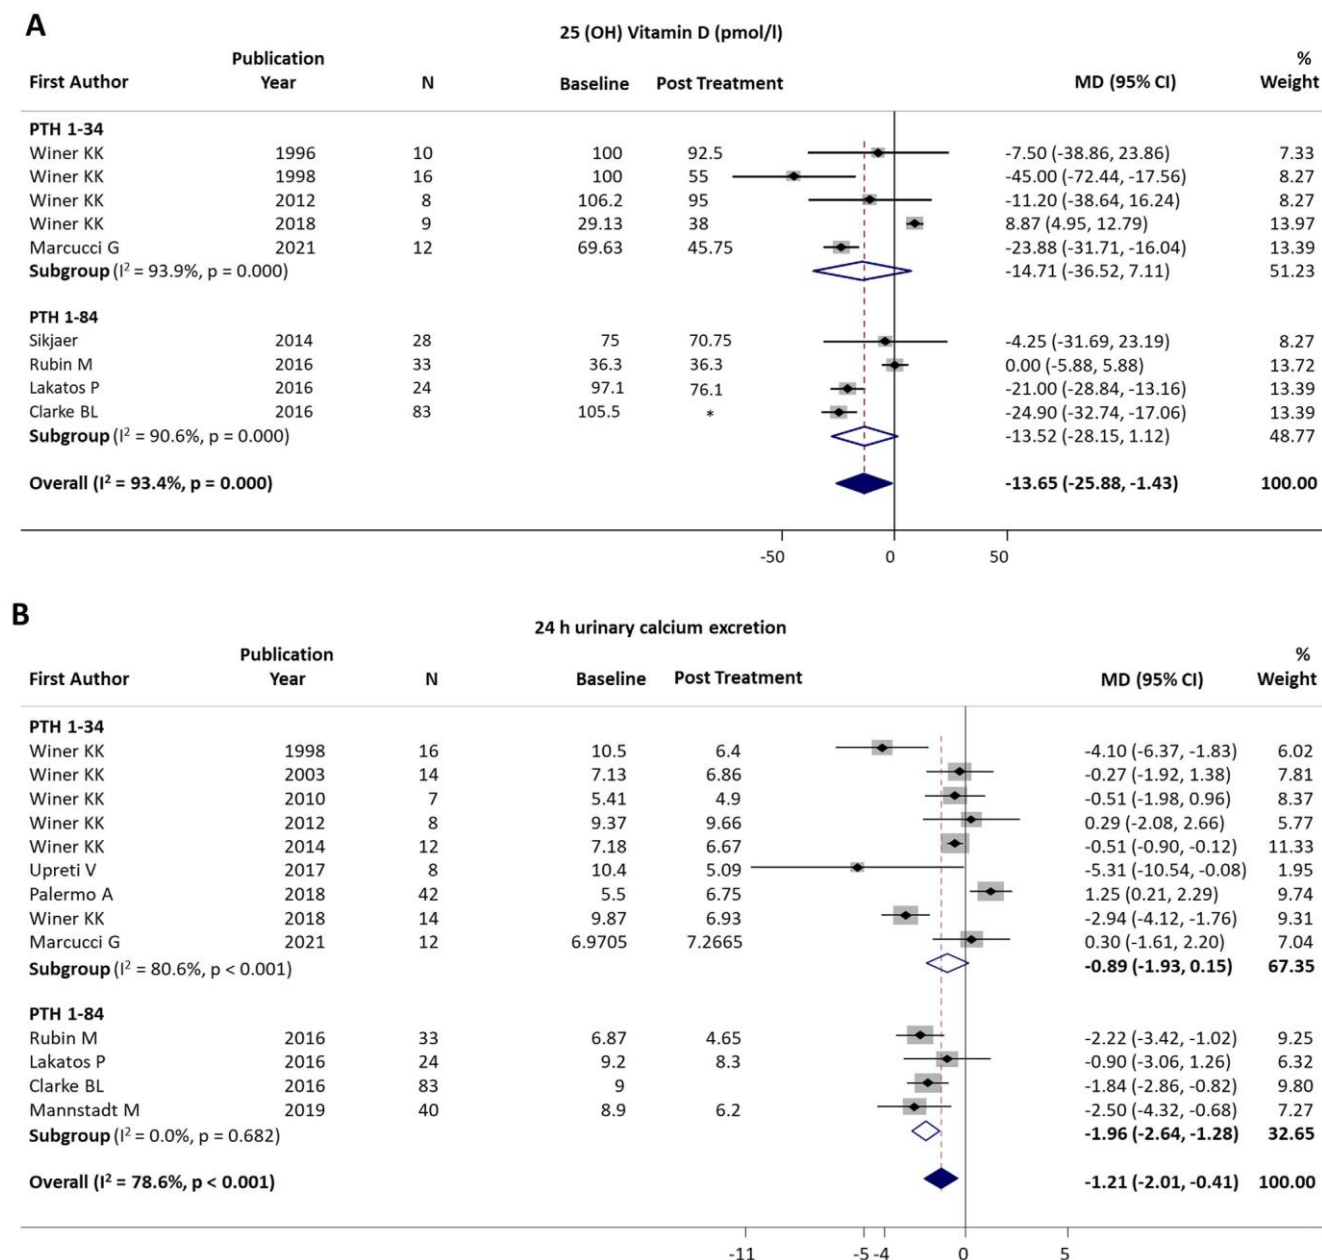 A
25 (OH) Vitamin D (pmol/l)
Publication %
First Author Year N Baseline Post Treatment MD (95% CI) Weight
PTH 1-34
Winer KK 1996 10 100 92.5 -7.50 (-38.86, 23.86) 7.33
Winer KK 1998 16 100 55 -45.00 (-72.44, -17.56) 8.27
Winer KK 2012 8 106.2 95 -11.20 (-38.64, 16.24) 8.27
Winer KK 2018 9 29.13 38 8.87 (4.95, 12.79) 13.97
Marcucci G 2021 12 69.63 45.75 -23.88 (-31.71, -16.04) 13.39
Subgroup (I² = 93.9%, p = 0.000) -14.71 (-36.52, 7.11) 51.23
PTH 1-84
Sikjaer 2014 28 75 70.75 -4.25 (-31.69, 23.19) 8.27
Rubin M 2016 33 36.3 36.3 0.00 (-5.88, 5.88) 13.72
Lakatos P 2016 24 97.1 76.1 -21.00 (-28.84, -13.16) 13.39
Clarke BL 2016 83 105.5 * -24.90 (-32.74, -17.06) 13.39
Subgroup (I² = 90.6%, p = 0.000) -13.52 (-28.15, 1.12) 48.77
Overall (I² = 93.4%, p = 0.000) -13.65 (-25.88, -1.43) 100.00
-50 0 50
B
24 h urinary calcium excretion
Publication %
First Author Year N Baseline Post Treatment MD (95% CI) Weight
PTH 1-34
Winer KK 1998 16 10.5 6.4 -4.10 (-6.37, -1.83) 6.02
Winer KK 2003 14 7.13 6.86 -0.27 (-1.92, 1.38) 7.81
Winer KK 2010 7 5.41 4.9 -0.51 (-1.98, 0.96) 8.37
Winer KK 2012 8 9.37 9.66 0.29 (-2.08, 2.66) 5.77
Winer KK 2014 12 7.18 6.67 -0.51 (-0.90, -0.12) 11.33
Upreti V 2017 8 10.4 5.09 -5.31 (-10.54, -0.08) 1.95
Palermo A 2018 42 5.5 6.75 1.25 (0.21, 2.29) 9.74
Winer KK 2018 14 9.87 6.93 -2.94 (-4.12, -1.76) 9.31
Marcucci G 2021 12 6.9705 7.2665 0.30 (-1.61, 2.20) 7.04
Subgroup (I² = 80.6%, p < 0.001) -0.89 (-1.93, 0.15) 67.35
PTH 1-84
Rubin M 2016 33 6.87 4.65 -2.22 (-3.42, -1.02) 9.25
Lakatos P 2016 24 9.2 8.3 -0.90 (-3.06, 1.26) 6.32
Clarke BL 2016 83 9 -1.84 (-2.86, -0.82) 9.80
Mannstadt M 2019 40 8.9 6.2 -2.50 (-4.32, -0.68) 7.27
Subgroup (I² = 0.0%, p = 0.682) -1.96 (-2.64, -1.28) 32.65
Overall (I² = 78.6%, p < 0.001) -1.21 (-2.01, -0.41) 100.00
-11 -5 -4 0 5